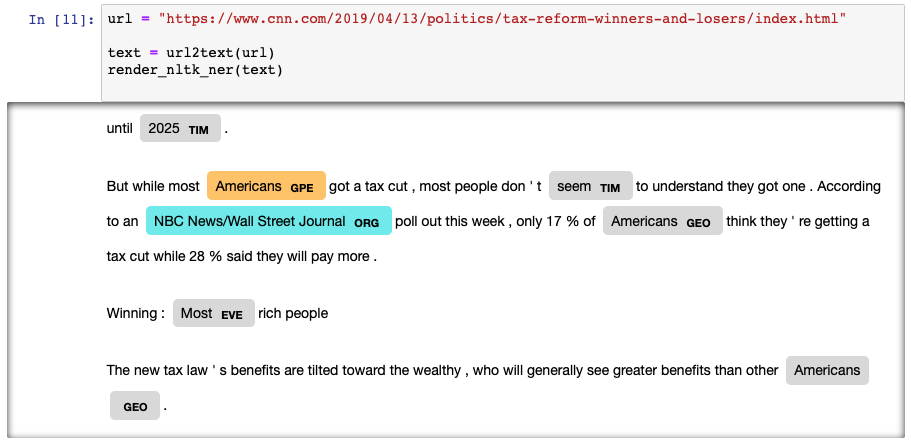 In [11]: url = "https://www.cnn.com/2019/04/13/politics/tax-reform-winners-and-losers/index.html"
text = url2text(url)
render_nltk_ner(text)
until 2025 TIM .
But while most Americans GPE got a tax cut , most people don ' t seem TIM to understand they got one . According
to an NBC News/Wall Street Journal ORG poll out this week , only 17 % of Americans GEO think they ' re getting a
tax cut while 28 % said they will pay more .
Winning : Most EVE rich people
The new tax law ' s benefits are tilted toward the wealthy , who will generally see greater benefits than other Americans
GEO .